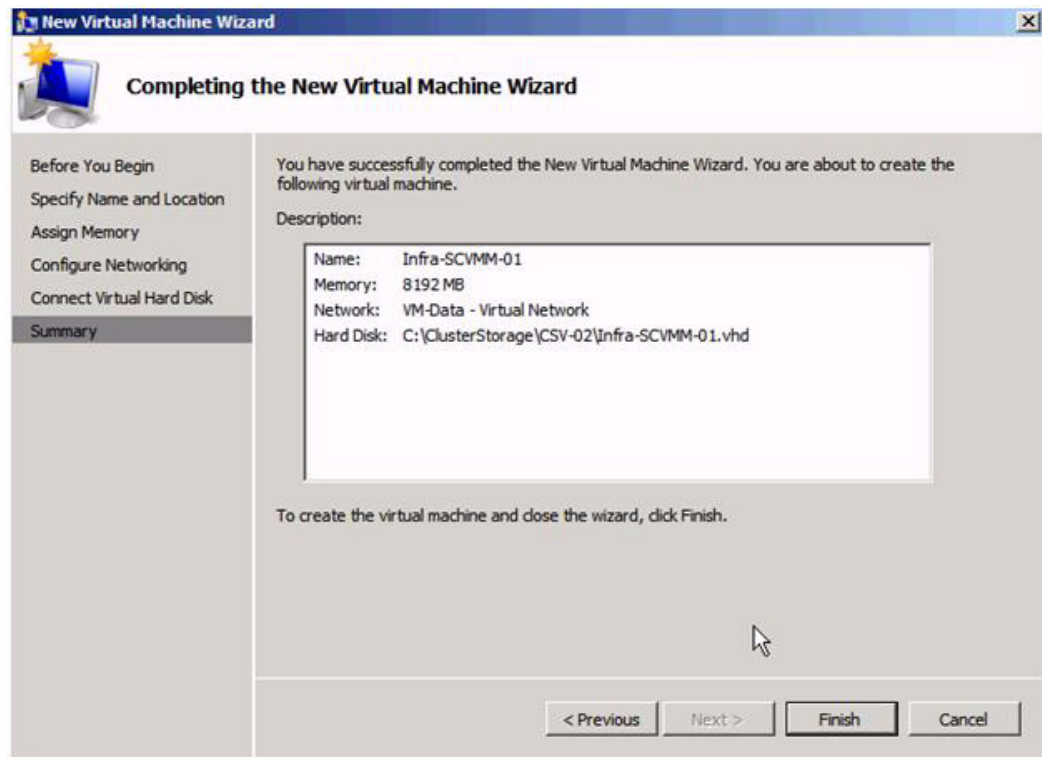 New Virtual Machine Wizard
Completing the New Virtual Machine Wizard
Before You Begin
Specify Name and Location
Assign Memory
Configure Networking
Connect Virtual Hard Disk
Summary
You have successfully completed the New Virtual Machine Wizard. You are about to create the
following virtual machine.
Description:
Name: Infra-SCVMM-01
Memory: 8192 MB
Network: VM-Data - Virtual Network
Hard Disk: C:\ClusterStorage\CSV-02\Infra-SCVMM-01.vhd
To create the virtual machine and close the wizard, click Finish.
< Previous Next > Finish Cancel